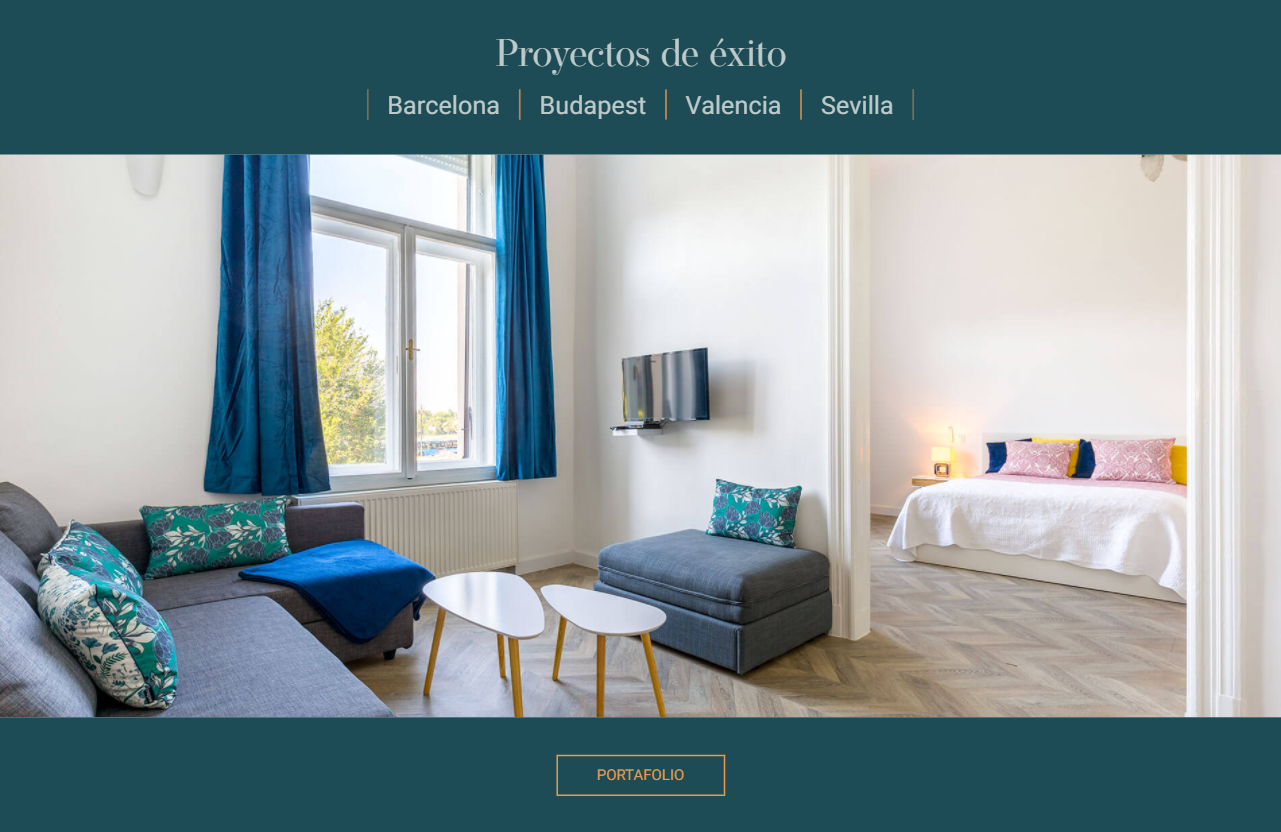 Proyectos de éxito
Barcelona
Budapest
Valencia
Sevilla
PORTAFOLIO